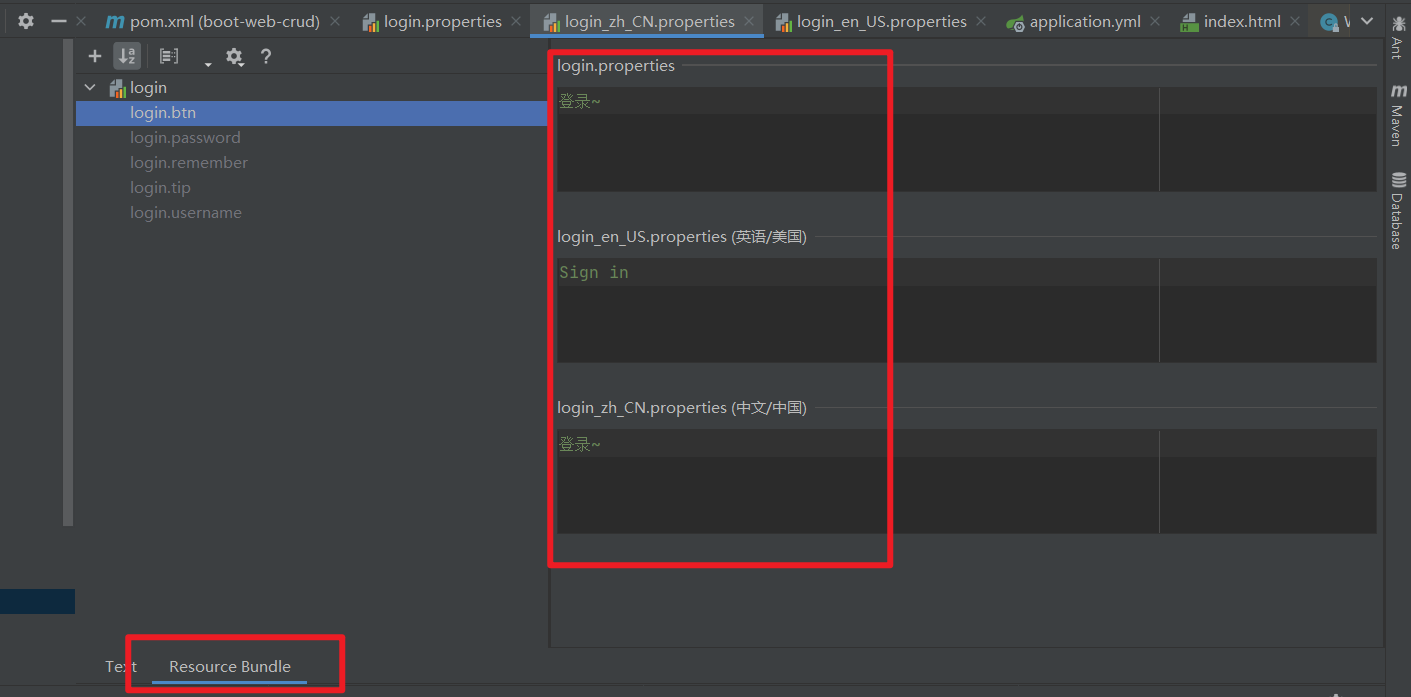 pom.xml (boot-web-crud)
login.properties
login_zh_CN.properties
login_en_US.properties
application.yml
index.html
Ant
Maven
Database
login
login.btn
login.password
login.remember
login.tip
login.username
login.properties
登录~
login_en_US.properties (英语/美国)
Sign in
login_zh_CN.properties (中文/中国)
登录~
Text
Resource Bundle